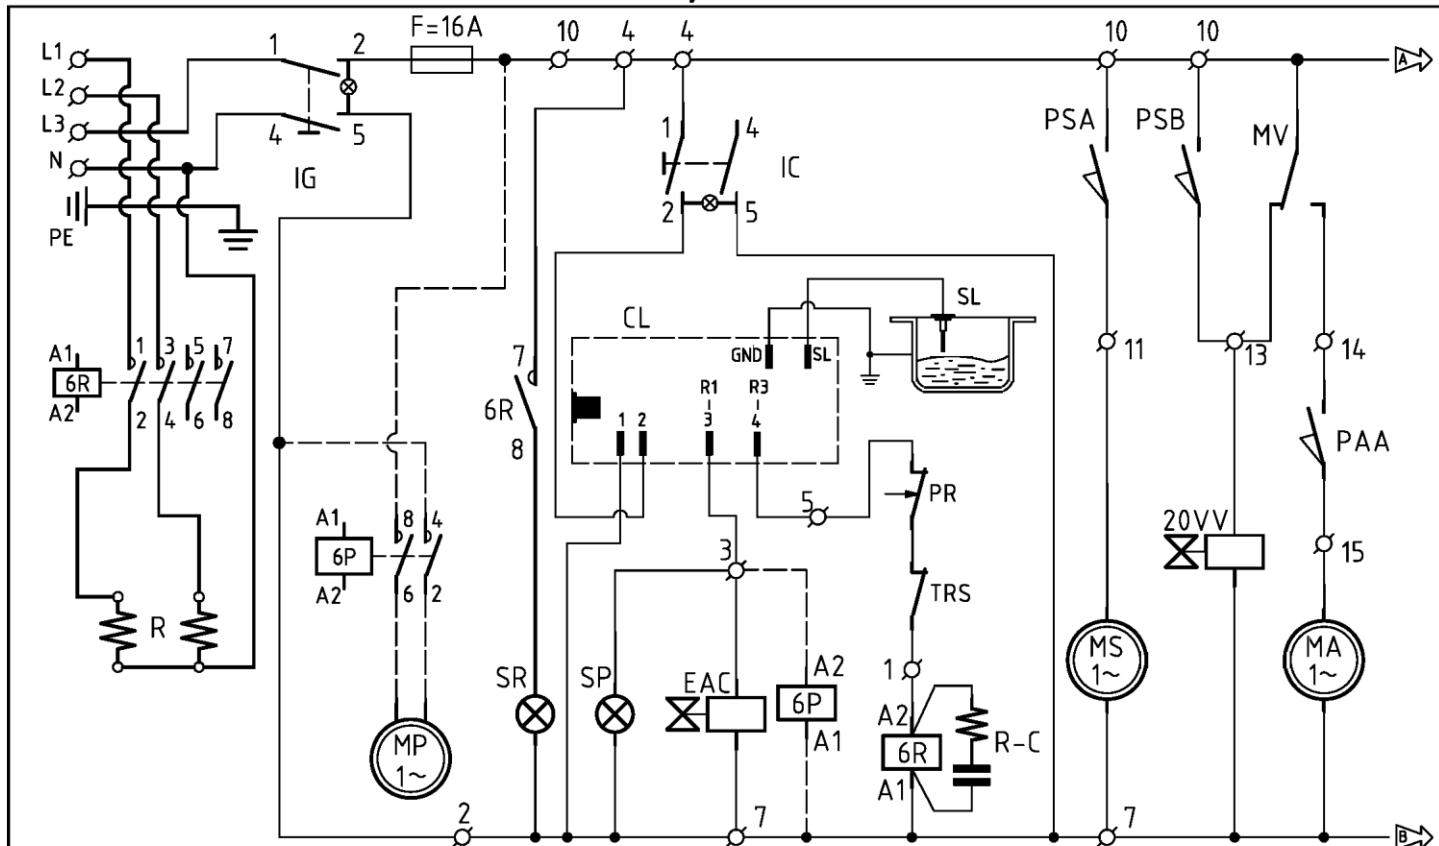 F=16A
10 4 4 10 10
L1
1 2
A
L2
L3
4 5
PSA PSB MV
N
1 4
IG
IC
PE
2 5
SL
CL
GND SL
A1 1 3 5 7
7
11 13 14
6R
R1 R3
6R
A2 2 4 6 8
1 2 3 4
8
PAA
5 PR
A1 8 4
20VV
6P
3
15
A2 6 2
TRS
R
MS
1~
MA
1~
1
SR SP EAC A2
6P
A1
A2
6R
A1
R-C
MP
1~
2 7 7
B